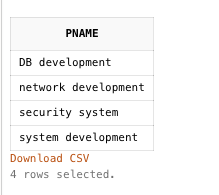 PNAME
DB development
network development
security system
system development
Download CSV
4 rows selected.